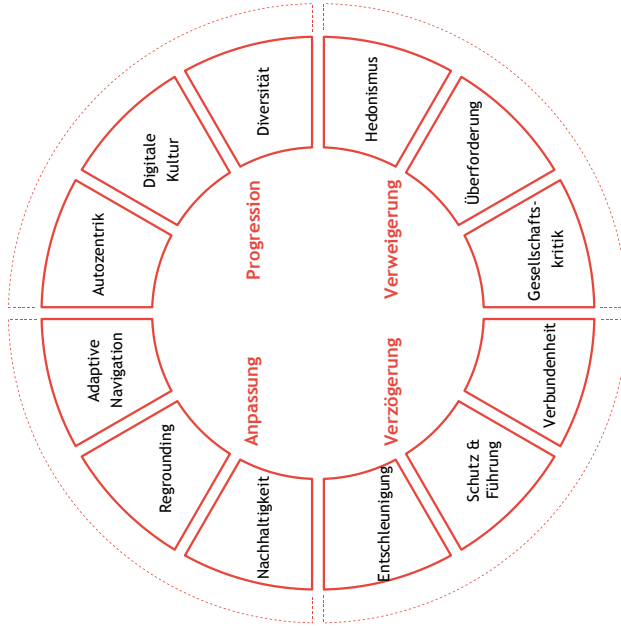 Adaptive
Navigation
Autozentrik
Regrounding
Digitale
Kultur
Anpassung
Progression
Nachhaltigkeit
Diversität
Entschleunigung
Hedonismus
Verzögerung
Verweigerung
Schutz &
Führung
Überforderung
Verbundenheit
Gesellschafts-
kritik